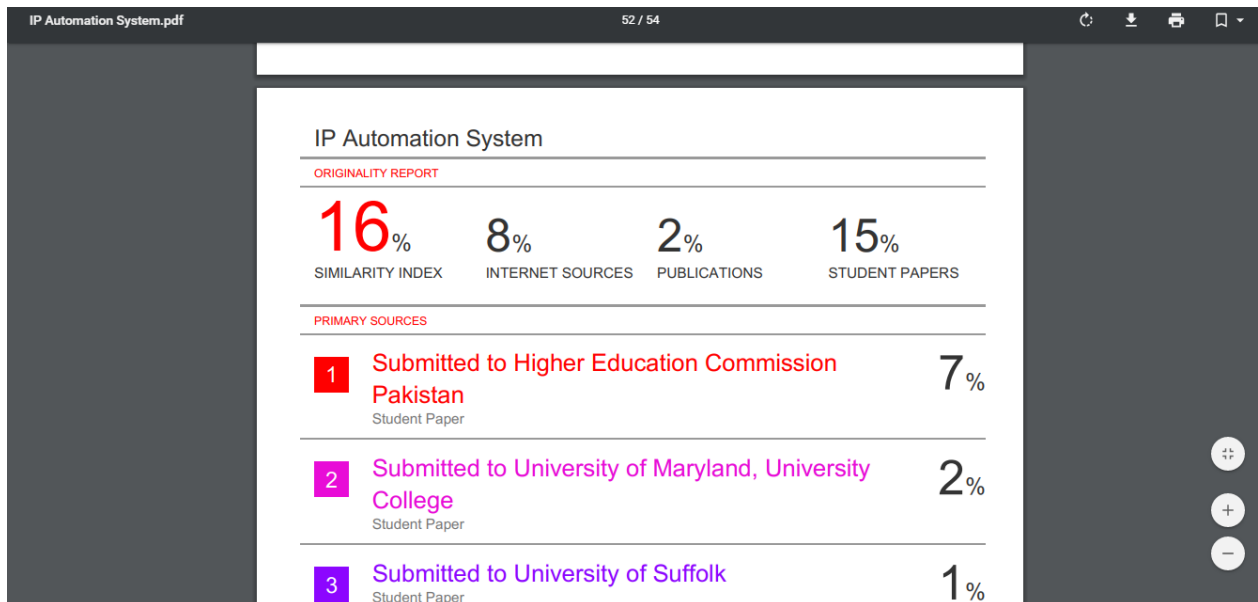 IP Automation System.pdf
52 / 54
IP Automation System
ORIGINALITY REPORT
16% 8% 2% 15%
SIMILARITY INDEX INTERNET SOURCES PUBLICATIONS STUDENT PAPERS
PRIMARY SOURCES
1 Submitted to Higher Education Commission 7%
Pakistan
Student Paper
2 Submitted to University of Maryland, University 2%
College
Student Paper
3 Submitted to University of Suffolk 1%
Student Paper